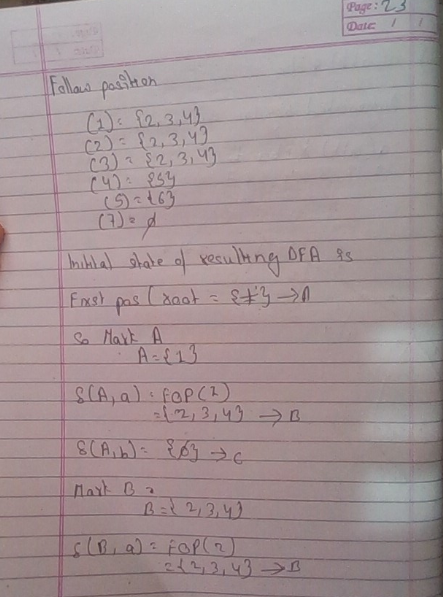 Page: 23
Date: / /
Follow position
(1) = {2, 3, 4}
(2) = {2, 3, 4}
(3) = {2, 3, 4}
(4) = {5}
(5) = {6}
(7) = ϕ
Initial state of resulting DFA is
First pos (root = {1} → A
So Mark A
A = {1}
δ(A, a) = FOP(2)
= {2, 3, 4} → B
δ(A, b) = {ϕ} → C
Mark B
B = {2, 3, 4}
δ(B, a) = FOP(2)
= {2, 3, 4} → B